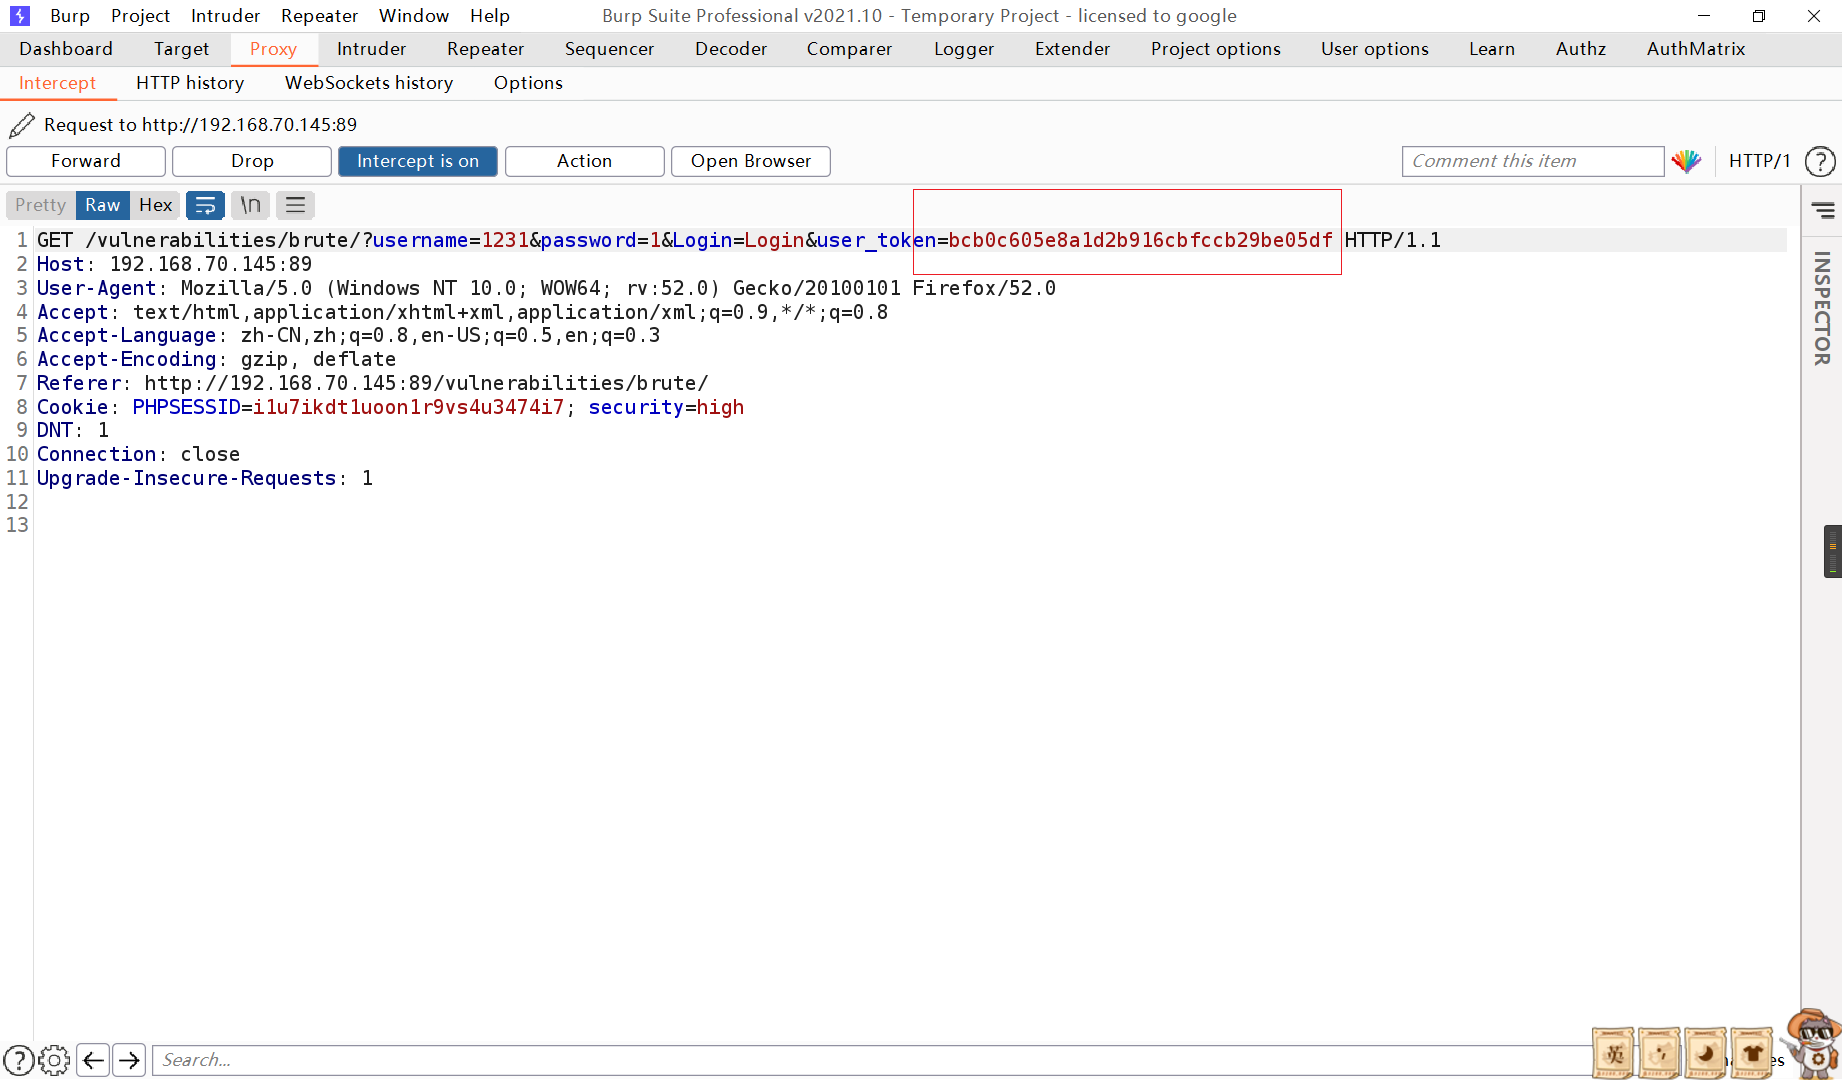 Burp Project Intruder Repeater Window Help Burp Suite Professional v2021.10 - Temporary Project - licensed to google
Dashboard Target Proxy Intruder Repeater Sequencer Decoder Comparer Logger Extender Project options User options Learn Authz AuthMatrix
Intercept HTTP history WebSockets history Options
Request to http://192.168.70.145:89
Forward Drop Intercept is on Action Open Browser Comment this item HTTP/1 ?
Pretty Raw Hex \n
INSPECTOR
1 GET /vulnerabilities/brute/?username=1231&password=1&Login=Login&user_token=bcb0c605e8a1d2b916cbfccb29be05df HTTP/1.1
2 Host: 192.168.70.145:89
3 User-Agent: Mozilla/5.0 (Windows NT 10.0; WOW64; rv:52.0) Gecko/20100101 Firefox/52.0
4 Accept: text/html,application/xhtml+xml,application/xml;q=0.9,*/*;q=0.8
5 Accept-Language: zh-CN,zh;q=0.8,en-US;q=0.5,en;q=0.3
6 Accept-Encoding: gzip, deflate
7 Referer: http://192.168.70.145:89/vulnerabilities/brute/
8 Cookie: PHPSESSID=i1u7ikdt1uoon1r9vs4u3474i7; security=high
9 DNT: 1
10 Connection: close
11 Upgrade-Insecure-Requests: 1
12
13
? Search... 英